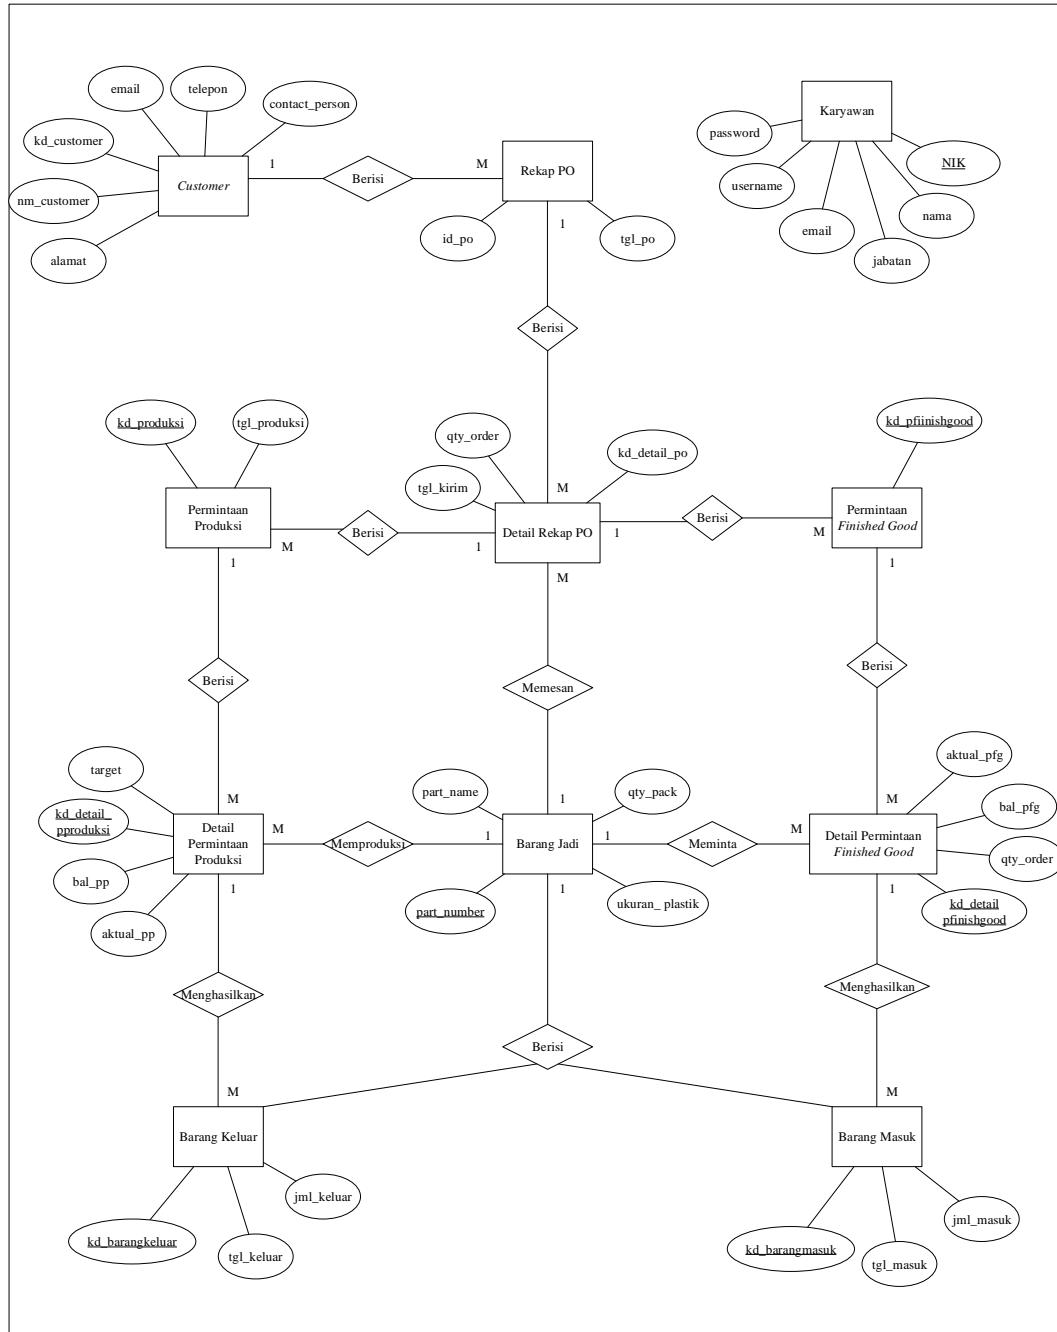 email
telepon
contact_person
kd_customer
nm_customer
alamat
Customer
1
Berisi
M
Rekap PO
id_po
tgl_po
1
Karyawan
password
username
email
jabatan
nama
NIK
Berisi
kd_produksi
tgl_produksi
qty_order
tgl_kirim
kd_detail_po
kd_pfiinishgood
M
Permintaan
Produksi
M
Berisi
1
Detail Rekap PO
1
Berisi
M
Permintaan
Finished Good
1
M
1
Berisi
Memesan
Berisi
target
kd_detail_
pproduksi
bal_pp
aktual_pp
M
Detail
Permintaan
Produksi
M
1
Memproduksi
1
part_name
qty_pack
1
Barang Jadi
part_number
ukuran_ plastik
1
1
Meminta
M
aktual_pfg
bal_pfg
qty_order
kd_detail
pfinishgood
M
Detail Permintaan
Finished Good
1
Menghasilkan
Berisi
Menghasilkan
M
Barang Keluar
kd_barangkeluar
tgl_keluar
jml_keluar
M
Barang Masuk
kd_barangmasuk
tgl_masuk
jml_masuk